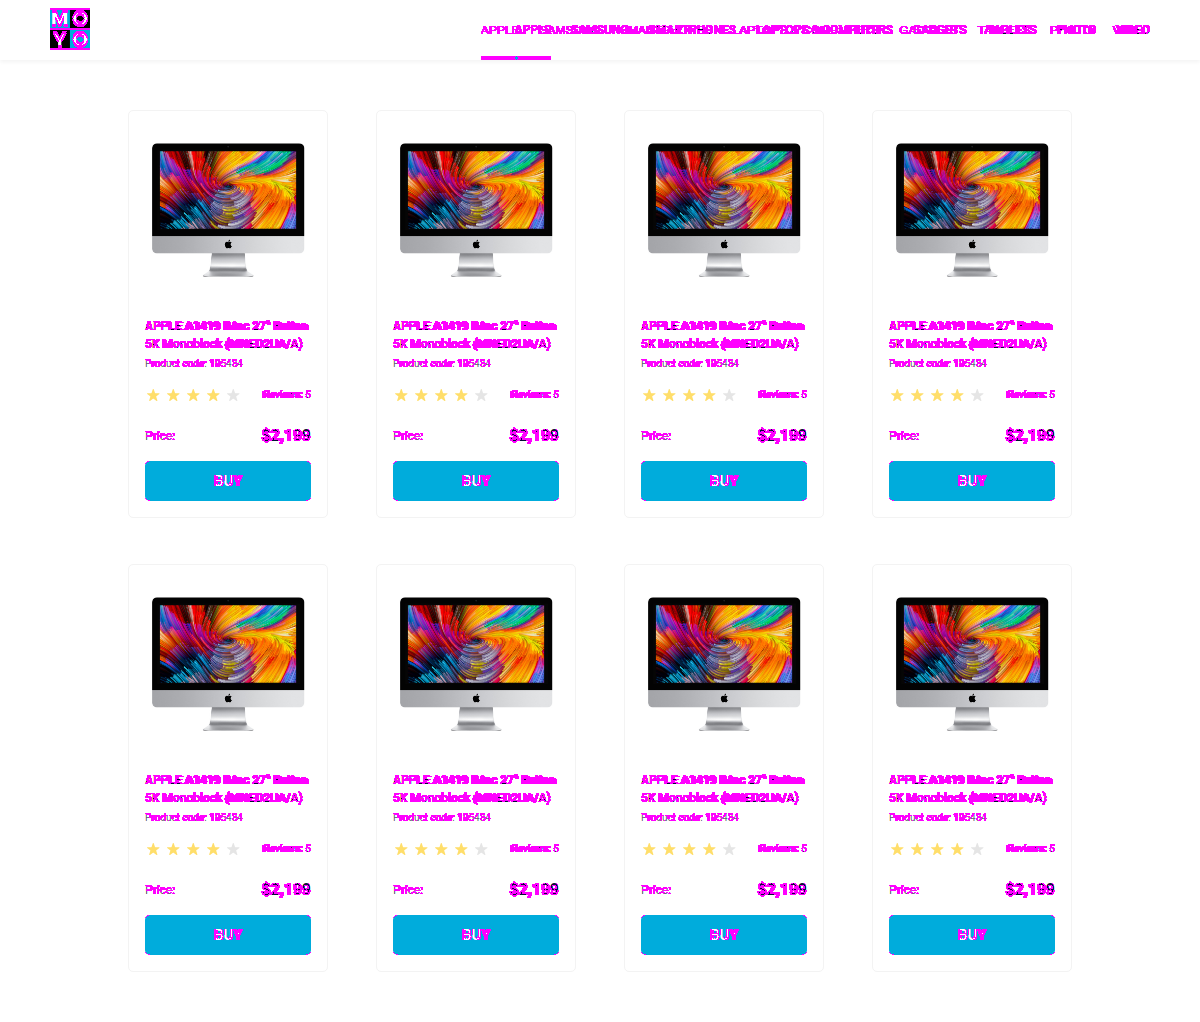 MO
YO
APPLE SAMSUNG SMARTPHONES LAPTOPS & COMPUTERS GADGETS TABLETS PHOTO VIDEO
APPLE A1419 iMac 27" Retina APPLE A1419 iMac 27" Retina APPLE A1419 iMac 27" Retina APPLE A1419 iMac 27" Retina
5K Monoblock (MNED2UA/A) 5K Monoblock (MNED2UA/A) 5K Monoblock (MNED2UA/A) 5K Monoblock (MNED2UA/A)
Product code: 195434 Product code: 195434 Product code: 195434 Product code: 195434
Reviews: 5 Reviews: 5 Reviews: 5 Reviews: 5
Price: $2,199 Price: $2,199 Price: $2,199 Price: $2,199
BUY BUY BUY BUY
APPLE A1419 iMac 27" Retina APPLE A1419 iMac 27" Retina APPLE A1419 iMac 27" Retina APPLE A1419 iMac 27" Retina
5K Monoblock (MNED2UA/A) 5K Monoblock (MNED2UA/A) 5K Monoblock (MNED2UA/A) 5K Monoblock (MNED2UA/A)
Product code: 195434 Product code: 195434 Product code: 195434 Product code: 195434
Reviews: 5 Reviews: 5 Reviews: 5 Reviews: 5
Price: $2,199 Price: $2,199 Price: $2,199 Price: $2,199
BUY BUY BUY BUY